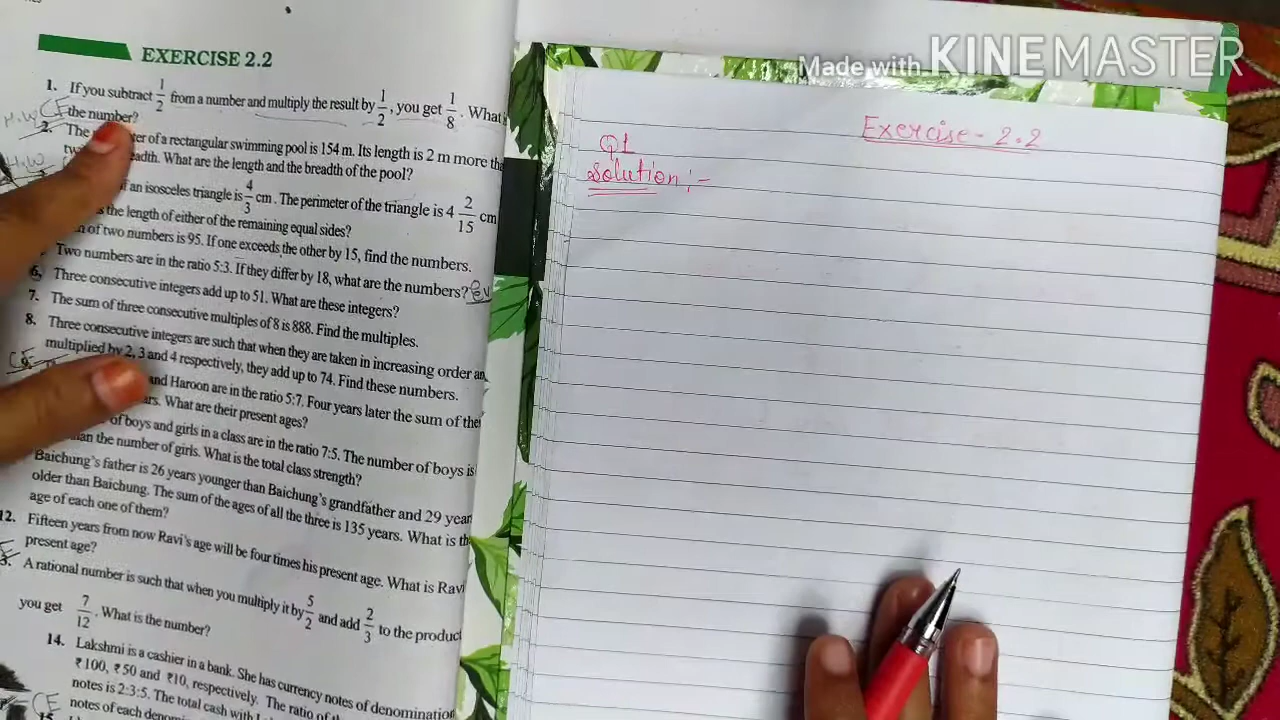 Made with KINEMASTER
EXERCISE 2.2
1. If you subtract 1/2 from a number and multiply the result by 1/2, you get 1/8. What
the number?
H.W CE
2. The of a rectangular swimming pool is 154 m. Its length is 2 m more the
What are the length and the breadth of the pool?
H.W
an isosceles triangle is 4/3 cm. The perimeter of the triangle is 4 2/15 cm
the length of either of the remaining equal sides?
of two numbers is 95. If one exceeds the other by 15, find the numbers.
Two numbers are in the ratio 5:3. If they differ by 18, what are the numbers?
6. Three consecutive integers add up to 51. What are these integers?
7. The sum of three consecutive multiples of 8 is 888. Find the multiples.
8. Three consecutive integers are such that when they are taken in increasing order an
multiplied by 2, 3 and 4 respectively, they add up to 74. Find these numbers.
and Haroon are in the ratio 5:7. Four years later the sum of the
What are their present ages?
of boys and girls in a class are in the ratio 7:5. The number of boys is
the number of girls. What is the total class strength?
Baichung's father is 26 years younger than Baichung's grandfather and 29 year
older than Baichung. The sum of the ages of all the three is 135 years. What is th
age of each one of them?
12. Fifteen years from now Ravi's age will be four times his present age. What is Ravi
present age?
3. A rational number is such that when you multiply it by 5/2 and add 2/3 to the product
you get 7/12. What is the number?
14. Lakshmi is a cashier in a bank. She has currency notes of denomination
₹100, ₹50 and ₹10, respectively. The ratio of
notes is 2:3:5. The total cash with
CE notes of each
Exercise - 2.2
Q1
Solution :-